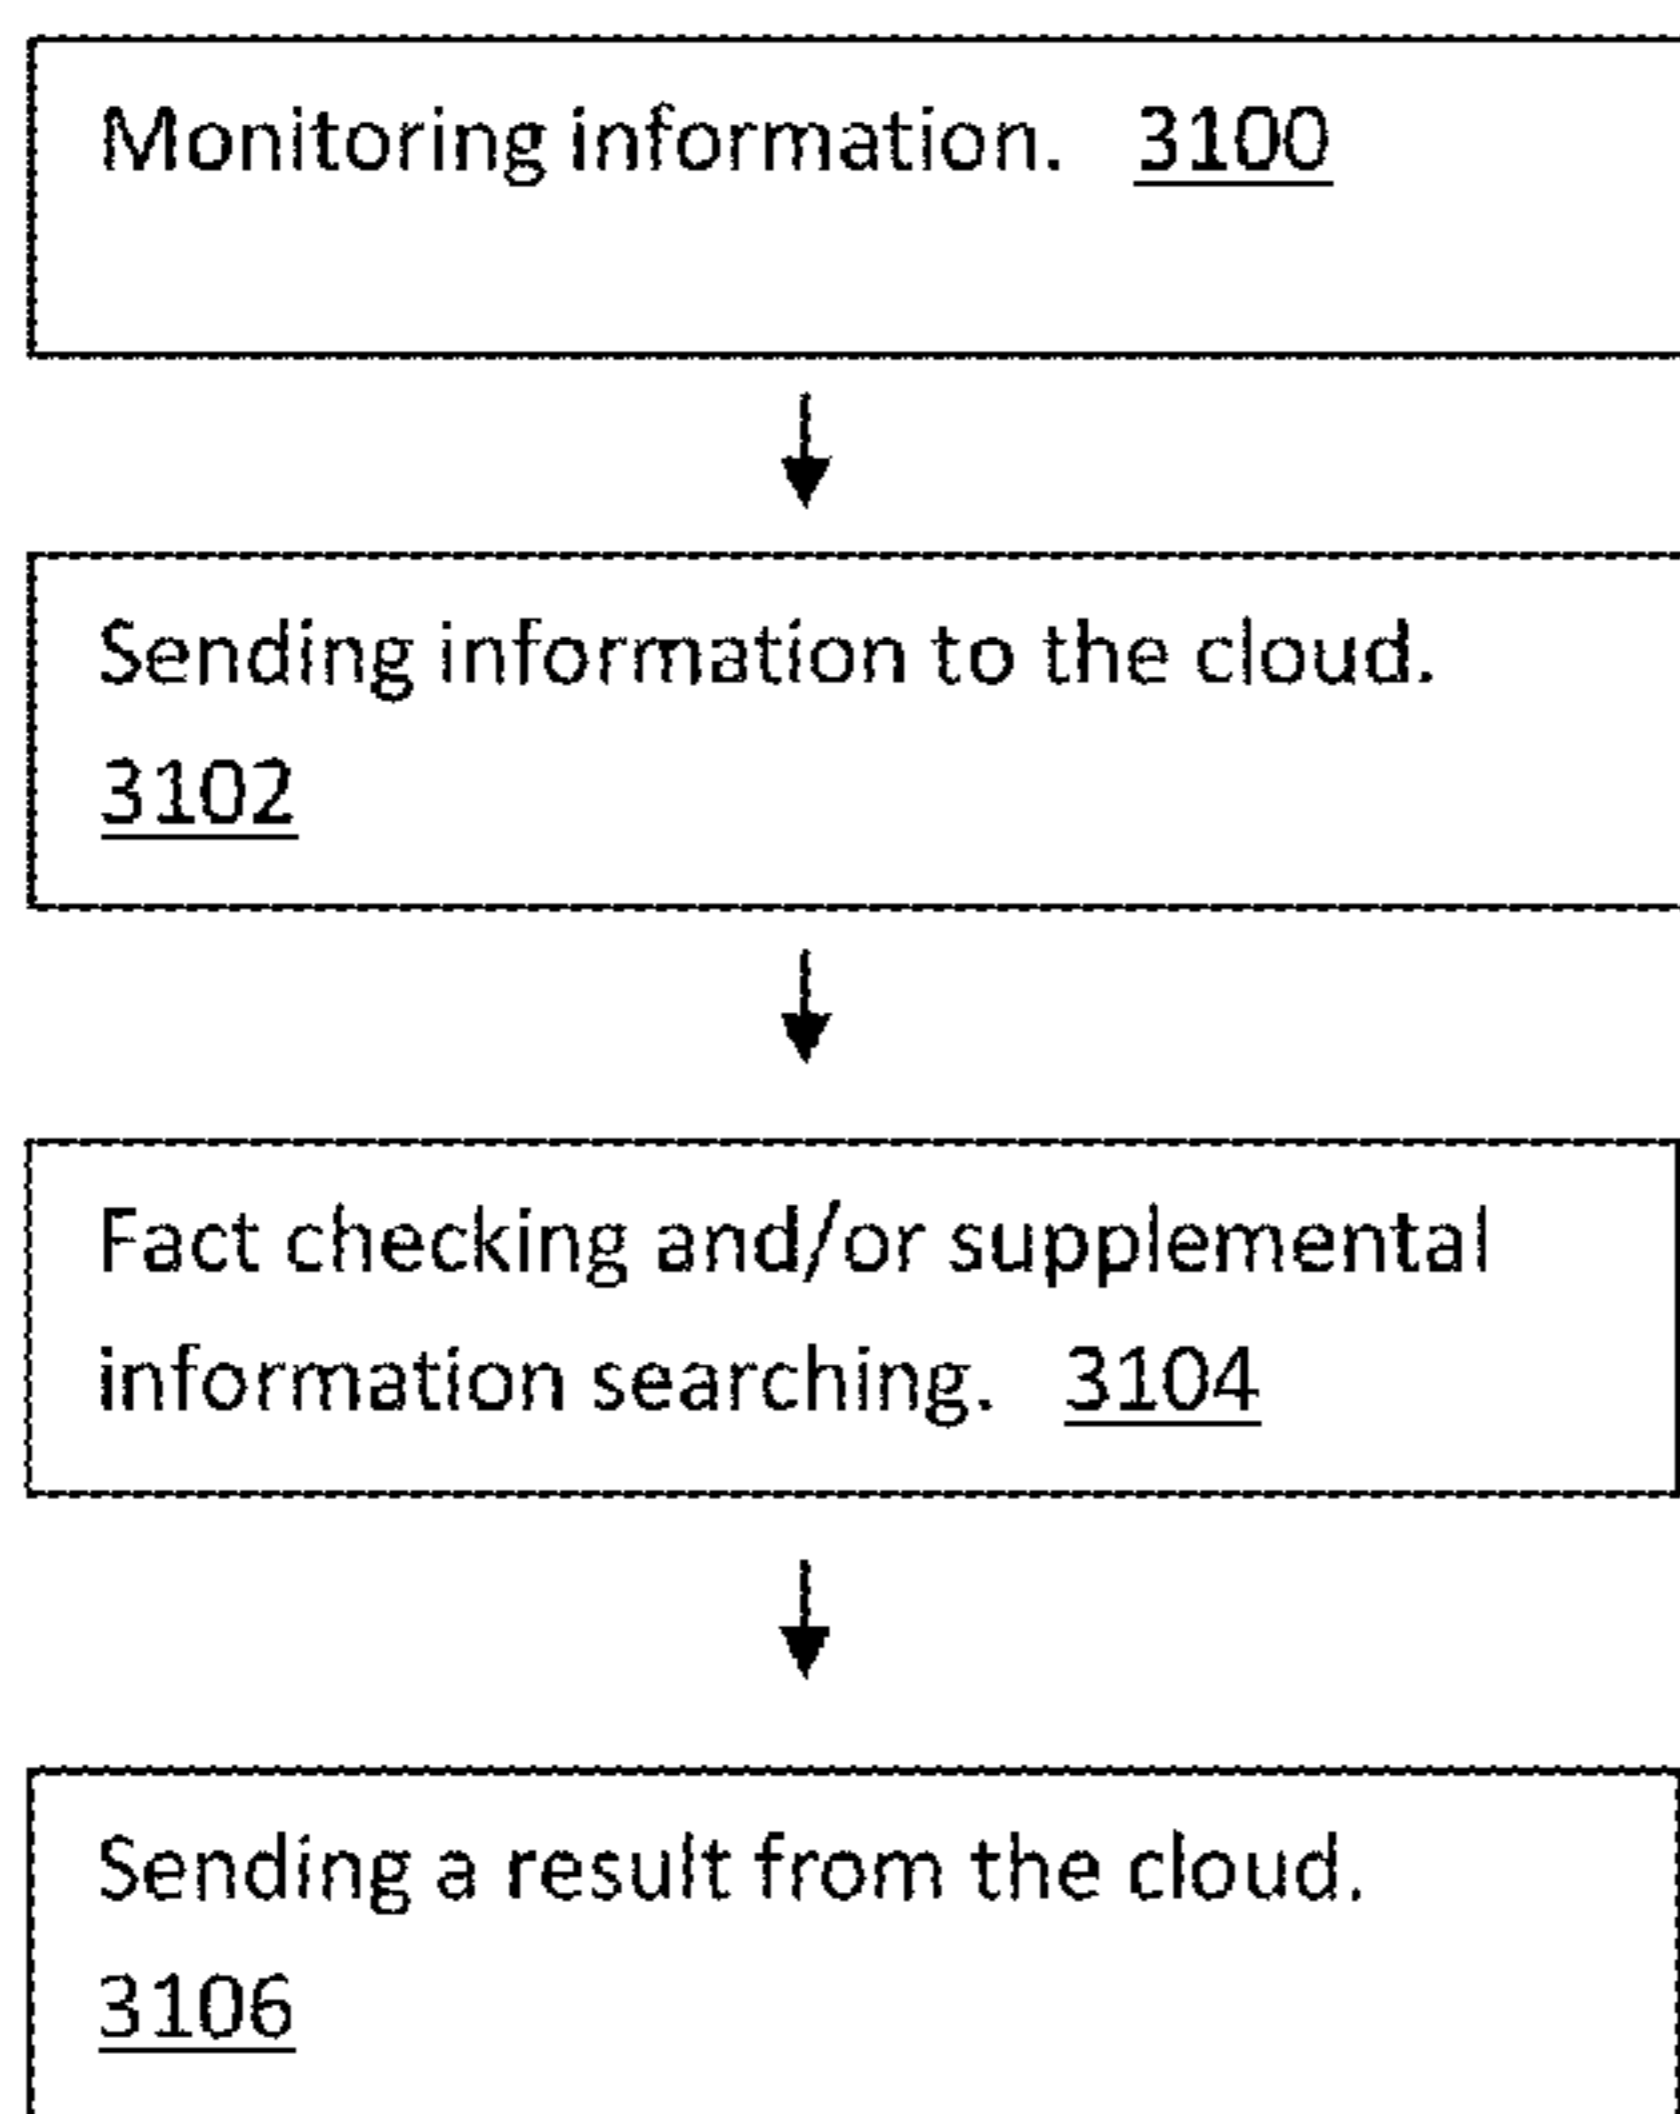 Monitoring information. 3100
Sending information to the cloud.
3102
Fact checking and/or supplemental
information searching. 3104
Sending a result from the cloud.
3106